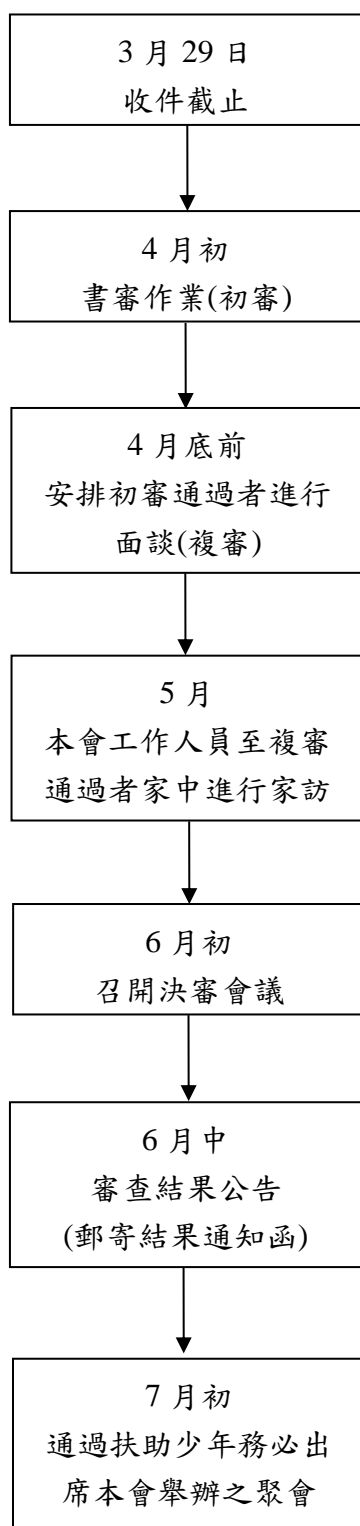 3 月 29 日
收件截止
4 月初
書審作業(初審)
4 月底前
安排初審通過者進行
面談(複審)
5 月
本會工作人員至複審
通過者家中進行家訪
6 月初
召開決審會議
6 月中
審查結果公告
(郵寄結果通知函)
7 月初
通過扶助少年務必出
席本會舉辦之聚會